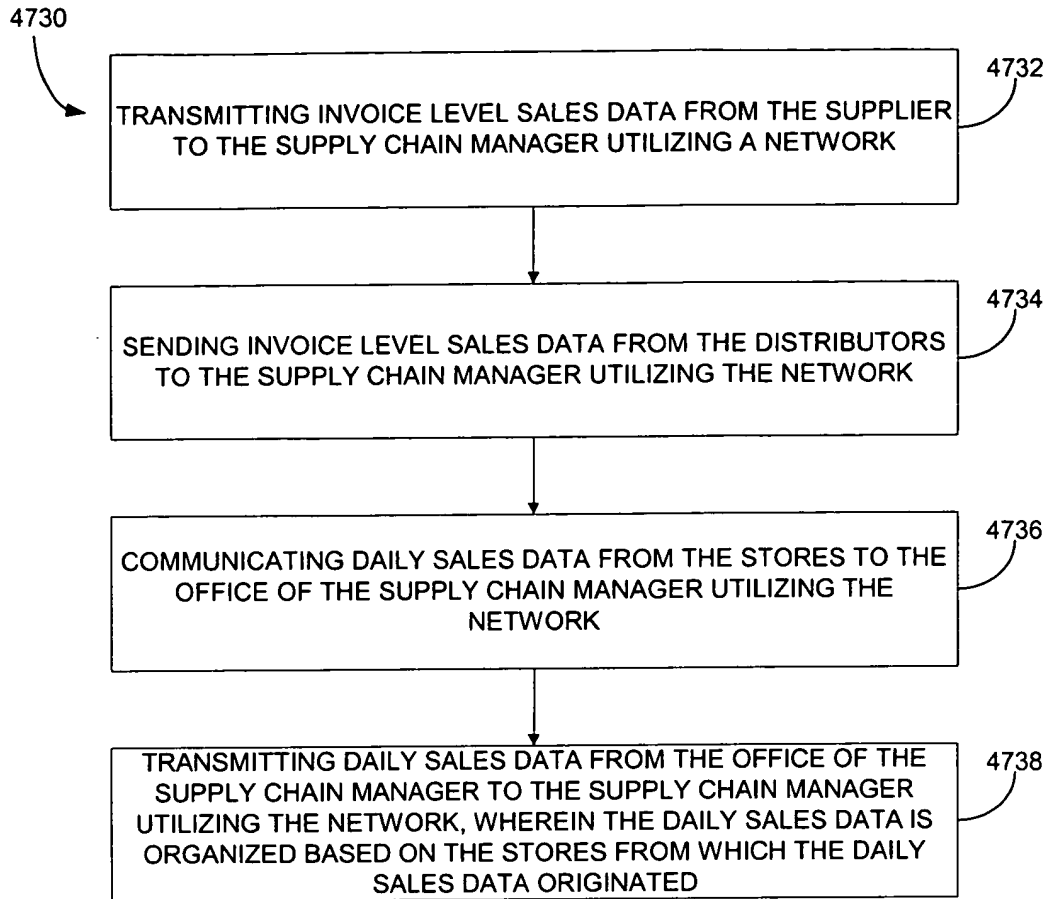 4730
4732
TRANSMITTING INVOICE LEVEL SALES DATA FROM THE SUPPLIER
TO THE SUPPLY CHAIN MANAGER UTILIZING A NETWORK
4734
SENDING INVOICE LEVEL SALES DATA FROM THE DISTRIBUTORS
TO THE SUPPLY CHAIN MANAGER UTILIZING THE NETWORK
4736
COMMUNICATING DAILY SALES DATA FROM THE STORES TO THE
OFFICE OF THE SUPPLY CHAIN MANAGER UTILIZING THE
NETWORK
4738
TRANSMITTING DAILY SALES DATA FROM THE OFFICE OF THE
SUPPLY CHAIN MANAGER TO THE SUPPLY CHAIN MANAGER
UTILIZING THE NETWORK, WHEREIN THE DAILY SALES DATA IS
ORGANIZED BASED ON THE STORES FROM WHICH THE DAILY
SALES DATA ORIGINATED